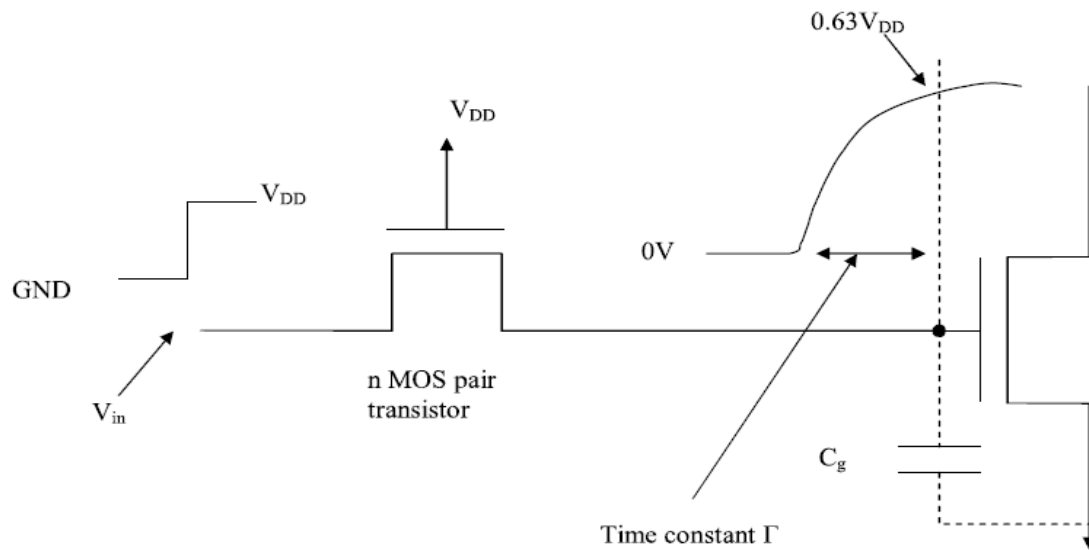 0.63V_DD
V_DD
V_DD
0V
GND
n MOS pair
transistor
V_in
C_g
Time constant Γ